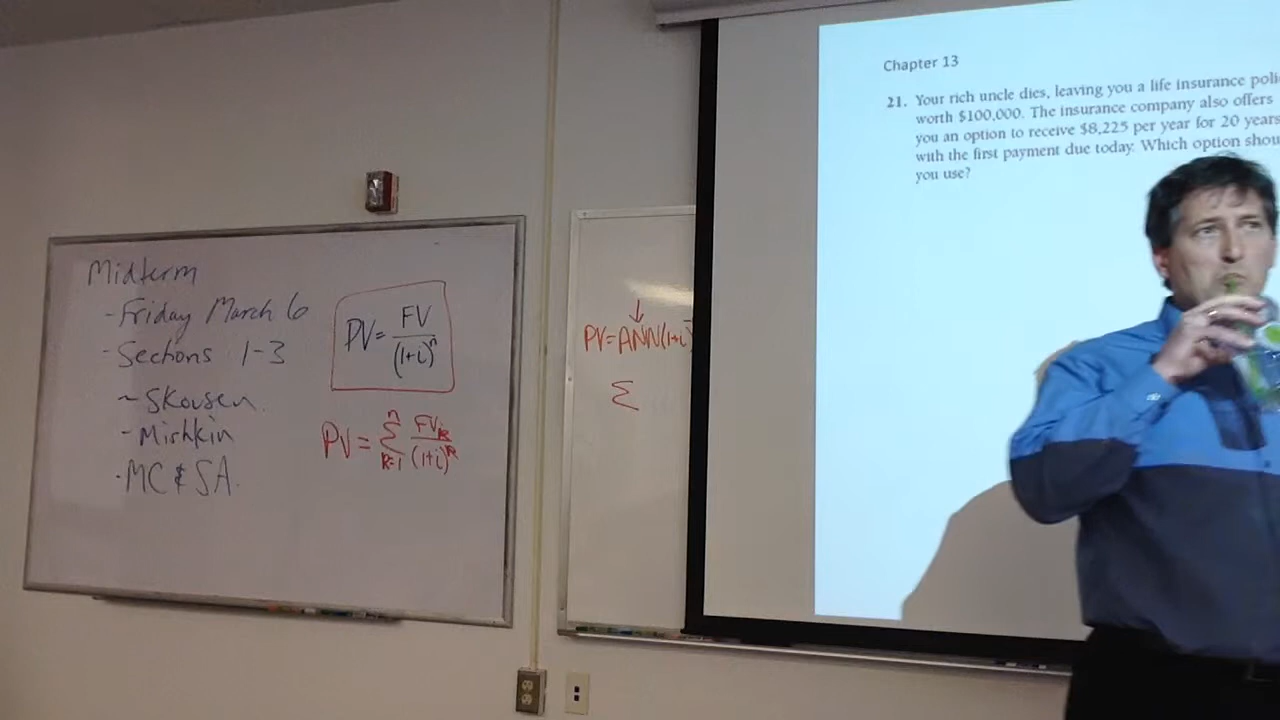 Midterm
- Friday March 6
- Sections 1-3
~ Skousen
- Mishkin
· MC & SA.
PV = FV / (1+i)^n
PV = Σ_{k=1}^{n} FV_k / (1+i)^k
↓
PV = ANN(1+i)
Σ
Chapter 13
21. Your rich uncle dies, leaving you a life insurance
worth $100,000. The insurance company also offers
you an option to receive $8,225 per year for 20 years
with the first payment due today. Which option
you use?